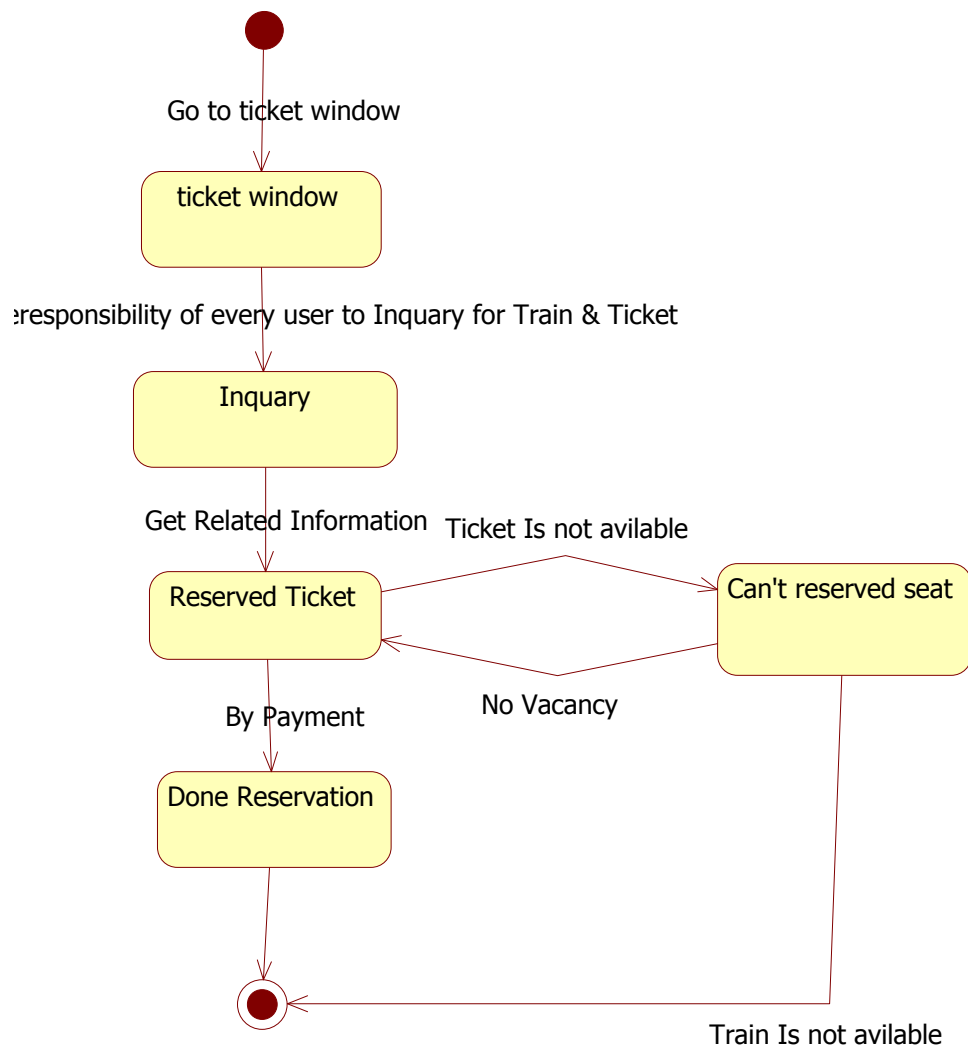 Go to ticket window
ticket window
eresponsibility of every user to Inquary for Train & Ticket
Inquary
Get Related Information
Ticket Is not avilable
Reserved Ticket
Can't reserved seat
No Vacancy
By Payment
Done Reservation
Train Is not avilable